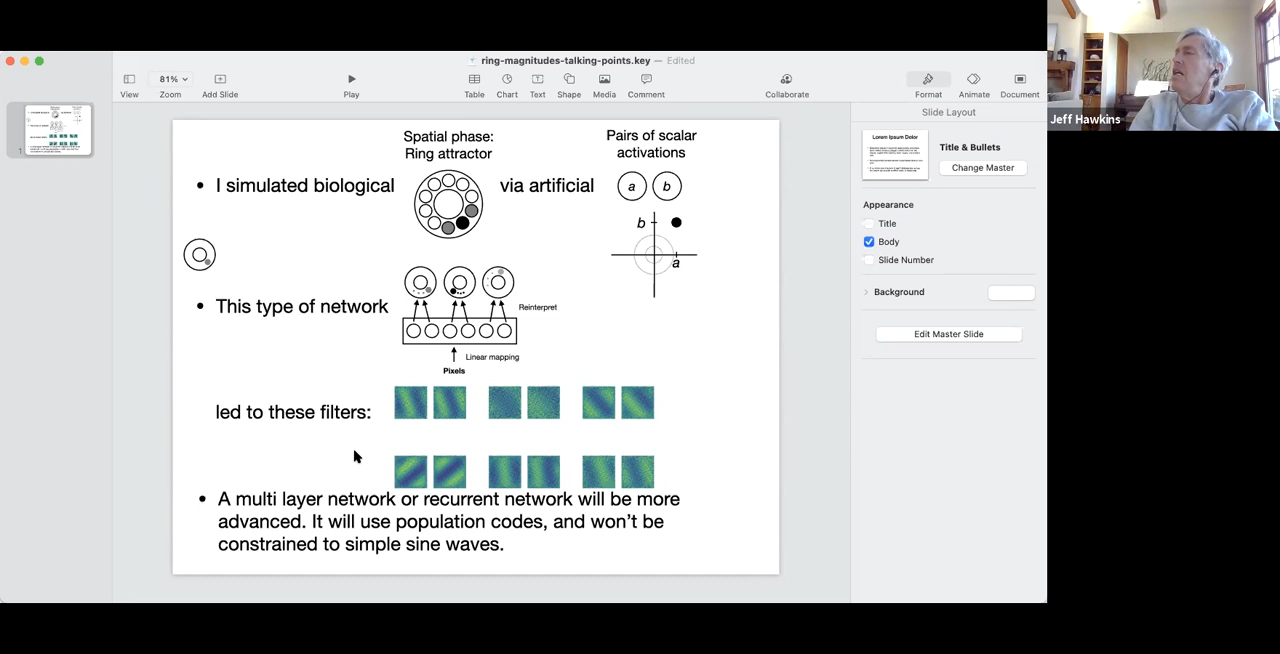 ring-magnitudes-talking-points.key — Edited
81%
View
Zoom
Add Slide
Play
Table
Chart
Text
Shape
Media
Comment
Collaborate
Format
Animate
Document
Jeff Hawkins
1
Spatial phase:
Ring attractor
Pairs of scalar
activations
• I simulated biological
via artificial
a
b
b
a
• This type of network
Reinterpret
Linear mapping
Pixels
led to these filters:
• A multi layer network or recurrent network will be more
advanced. It will use population codes, and won't be
constrained to simple sine waves.
Slide Layout
Lorem Ipsum Dolor
Title & Bullets
Change Master
Appearance
Title
Body
Slide Number
Background
Edit Master Slide